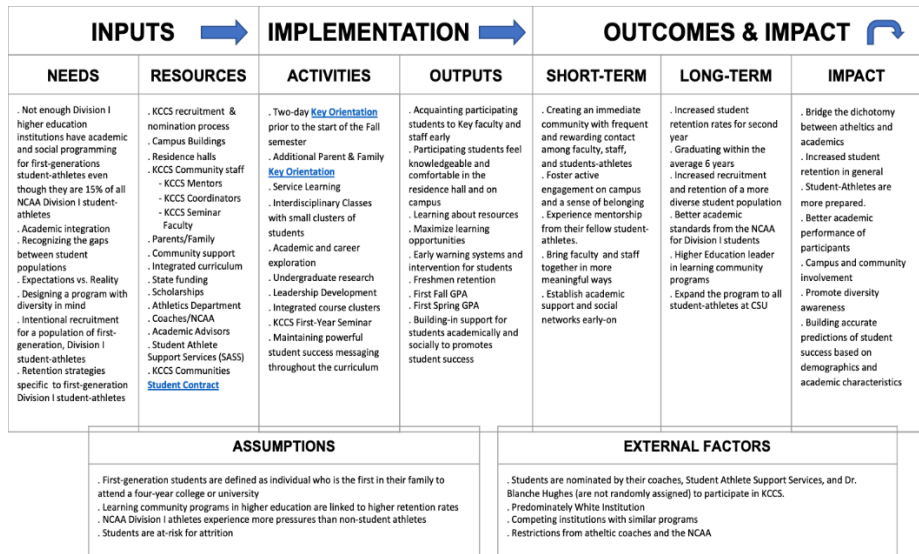 INPUTS
IMPLEMENTATION
OUTCOMES & IMPACT
NEEDS
RESOURCES
ACTIVITIES
OUTPUTS
SHORT-TERM
LONG-TERM
IMPACT
. Not enough Division I
higher education
institutions have academic
and social programming
for first-generations
student-athletes even
though they are 15% of all
NCAA Division I student-
athletes
. Academic integration
. Recognizing the gaps
between student
populations
. Expectations vs. Reality
. Designing a program with
diversity in mind
. Intentional recruitment
for a population of first-
generation, Division I
student-athletes
. Retention strategies
specific to first-generation
Division I student-athletes
. KCCS recruitment &
nomination process
. Campus Buildings
. Residence halls
. KCCS Community staff
- KCCS Mentors
- KCCS Coordinators
- KCCS Seminar
Faculty
. Parents/Family
. Community support
. Integrated curriculum
. State funding
. Scholarships
. Athletics Department
. Coaches/NCAA
. Academic Advisors
. Student Athlete
Support Services (SASS)
. KCCS Communities
Student Contract
. Two-day Key Orientation
prior to the start of the Fall
semester
. Additional Parent & Family
Key Orientation
. Service Learning
. Interdisciplinary Classes
with small clusters of
students
. Academic and career
exploration
. Undergraduate research
. Leadership Development
. Integrated course clusters
. KCCS First-Year Seminar
. Maintaining powerful
student success messaging
throughout the curriculum
. Acquainting participating
students to Key faculty and
staff early
. Participating students feel
knowledgeable and
comfortable in the
residence hall and on
campus
. Learning about resources
. Maximize learning
opportunities
. Early warning systems and
intervention for students
. Freshmen retention
. First Fall GPA
. First Spring GPA
. Building-in support for
students academically and
socially to promotes
student success
. Creating an immediate
community with frequent
and rewarding contact
among faculty, staff,
and students-athletes
. Foster active
engagement on campus
and a sense of belonging
. Experience mentorship
from their fellow student-
athletes.
. Bring faculty and staff
together in more
meaningful ways
. Establish academic
support and social
networks early-on
. Increased student
retention rates for second
year
. Graduating within the
average 6 years
. Increased recruitment
and retention of a more
diverse student population
. Better academic
standards from the NCAA
for Division I students
. Higher Education leader
in learning community
programs
. Expand the program to all
student-athletes at CSU
. Bridge the dichotomy
between atheltics and
academics
. Increased student
retention in general
. Student-Athletes are
more prepared.
. Better academic
performance of
participants
. Campus and community
involvement
. Promote diversity
awareness
. Building accurate
predictions of student
success based on
demographics and
academic characteristics
ASSUMPTIONS
. First-generation students are defined as individual who is the first in their family to
attend a four-year college or university
. Learning community programs in higher education are linked to higher retention rates
. NCAA Division I athletes experience more pressures than non-student athletes
. Students are at-risk for attrition
EXTERNAL FACTORS
. Students are nominated by their coaches, Student Athlete Support Services, and Dr.
Blanche Hughes (are not randomly assigned) to participate in KCCS.
. Predominately White Institution
. Competing institutions with similar programs
. Restrictions from atheltic coaches and the NCAA